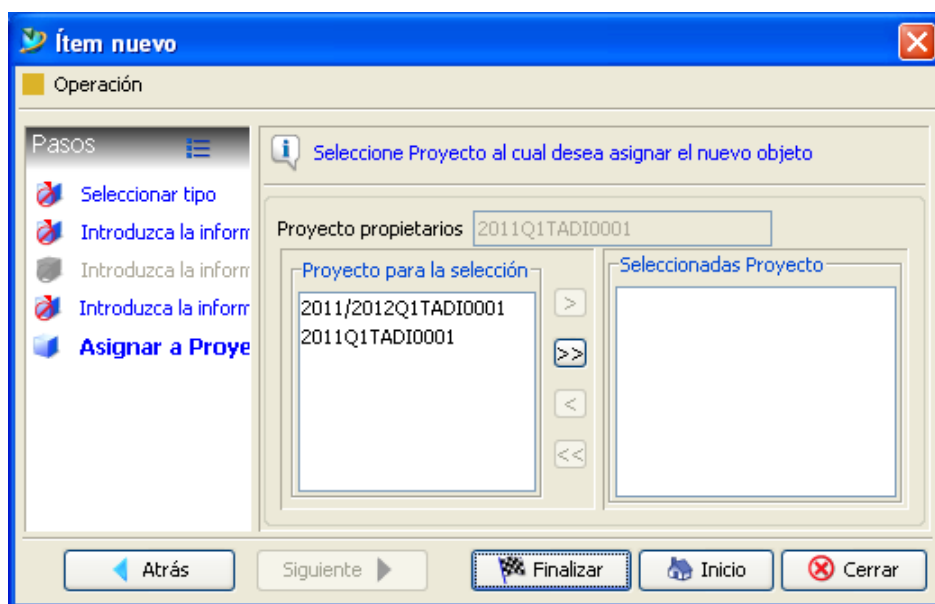 Ítem nuevo
Operación
Pasos
Seleccionar tipo
Introduzca la inform
Introduzca la inform
Introduzca la inform
Asignar a Proye
Seleccione Proyecto al cual desea asignar el nuevo objeto
Proyecto propietarios 2011Q1TADI0001
Proyecto para la selección
2011/2012Q1TADI0001
2011Q1TADI0001
>
>>
<
<<
Seleccionadas Proyecto
Atrás
Siguiente
Finalizar
Inicio
Cerrar